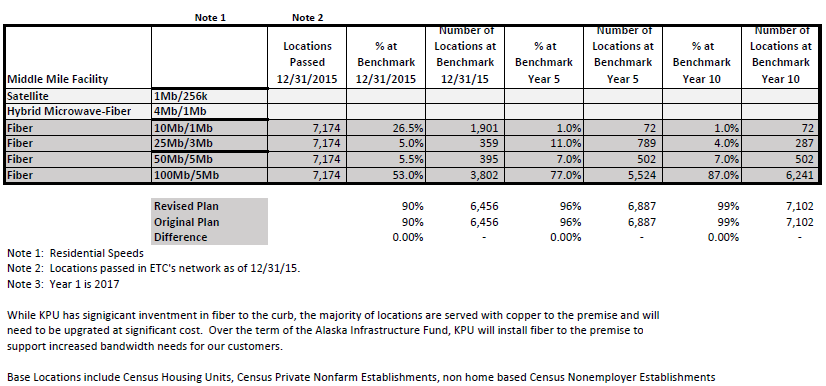 Note 1 Note 2
Number of Number of Number of
Locations % at Locations at % at Locations at % at Locations at
Passed Benchmark Benchmark Benchmark Benchmark Benchmark Benchmark
Middle Mile Facility 12/31/2015 12/31/2015 12/31/15 Year 5 Year 5 Year 10 Year 10
Satellite 1Mb/256k
Hybrid Microwave-Fiber 4Mb/1Mb
Fiber 10Mb/1Mb 7,174 26.5% 1,901 1.0% 72 1.0% 72
Fiber 25Mb/3Mb 7,174 5.0% 359 11.0% 789 4.0% 287
Fiber 50Mb/5Mb 7,174 5.5% 395 7.0% 502 7.0% 502
Fiber 100Mb/5Mb 7,174 53.0% 3,802 77.0% 5,524 87.0% 6,241
Revised Plan 90% 6,456 96% 6,887 99% 7,102
Original Plan 90% 6,456 96% 6,887 99% 7,102
Difference 0.00% - 0.00% - 0.00% -
Note 1: Residential Speeds
Note 2: Locations passed in ETC's network as of 12/31/15.
Note 3: Year 1 is 2017
While KPU has signigicant inventment in fiber to the curb, the majority of locations are served with copper to the premise and will
need to be upgrated at significant cost. Over the term of the Alaska Infrastructure Fund, KPU will install fiber to the premise to
support increased bandwidth needs for our customers.
Base Locations include Census Housing Units, Census Private Nonfarm Establishments, non home based Census Nonemployer Establishments